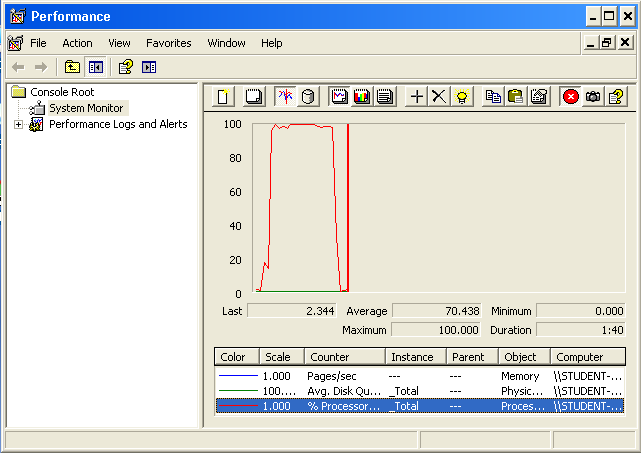 Performance
File Action View Favorites Window Help
Console Root
System Monitor
Performance Logs and Alerts
100
80
60
40
20
0
Last 2.344 Average 70.438 Minimum 0.000
Maximum 100.000 Duration 1:40
Color Scale Counter Instance Parent Object Computer
1.000 Pages/sec --- --- Memory \\STUDENT-...
100.... Avg. Disk Qu... _Total --- Physic... \\STUDENT-...
1.000 % Processor... _Total --- Proces... \\STUDENT-...